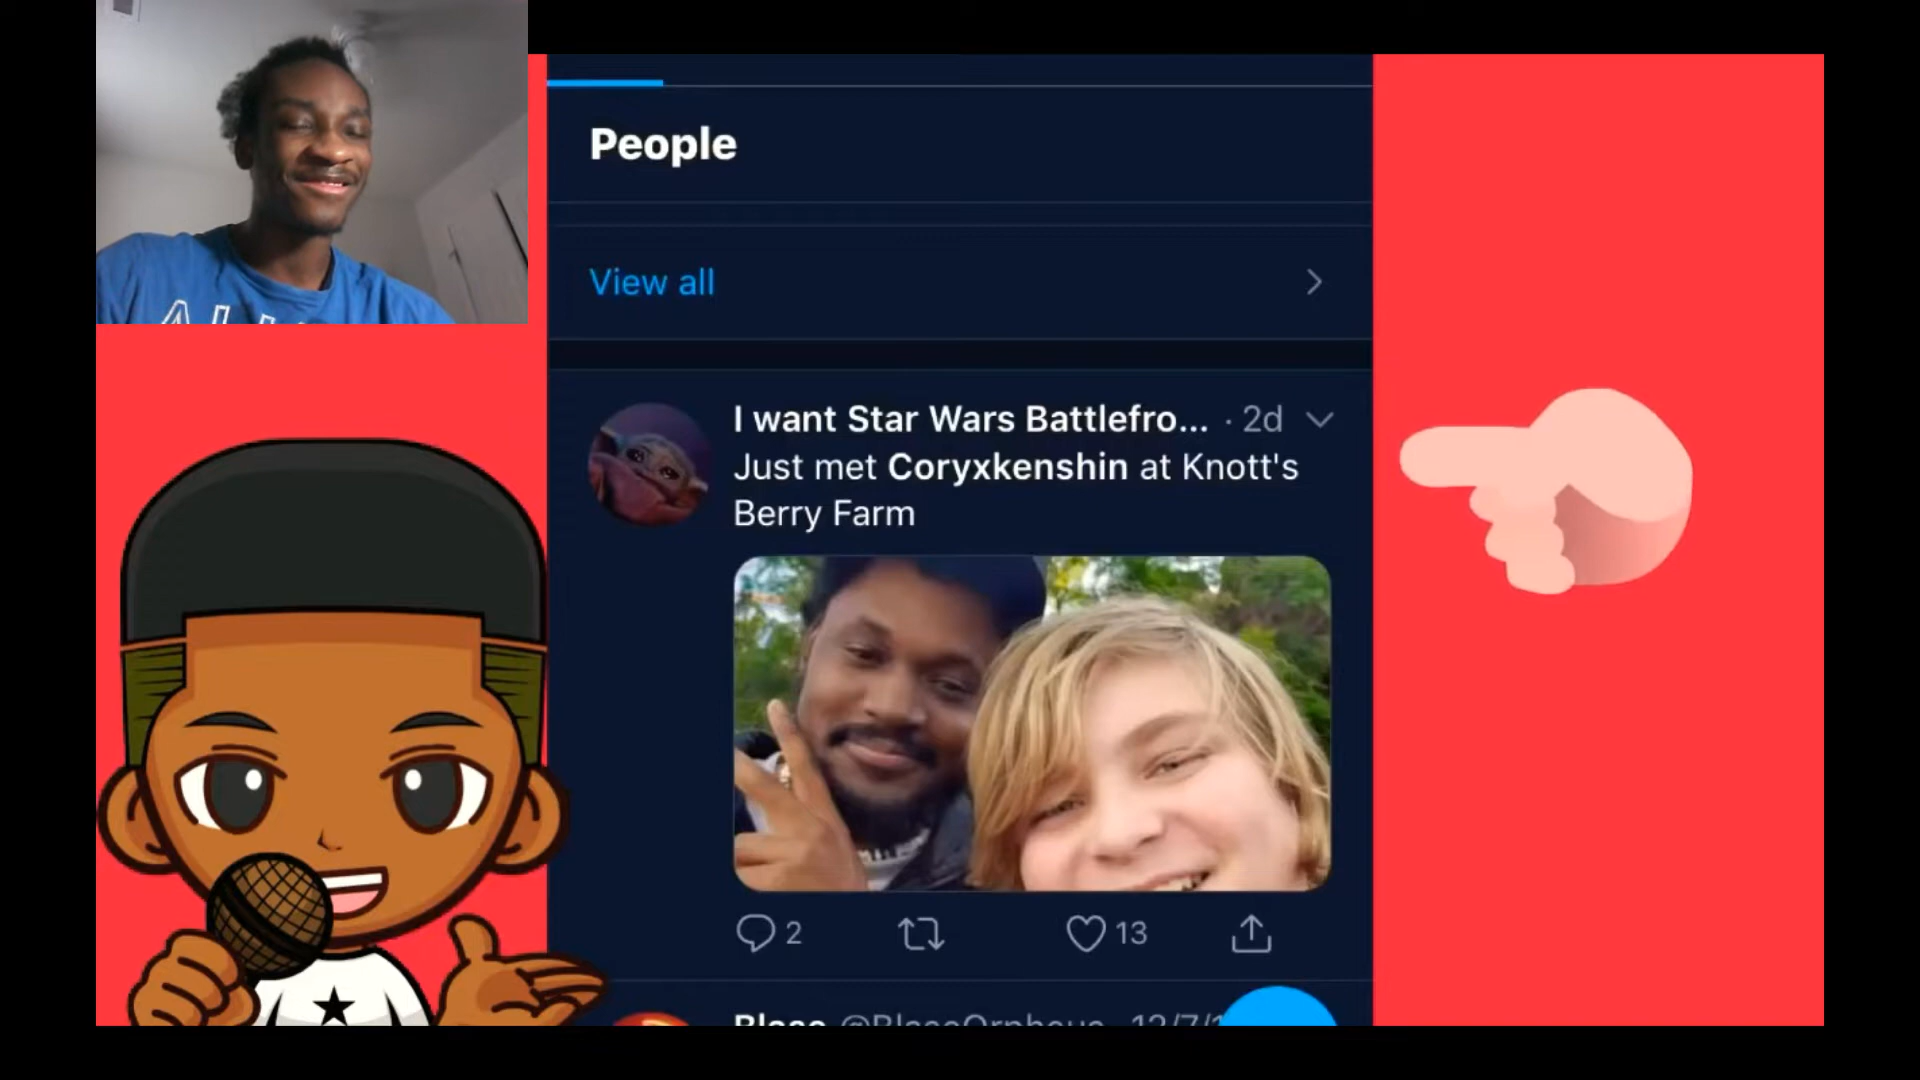 People
View all
I want Star Wars Battlefro... · 2d
Just met Coryxkenshin at Knott's
Berry Farm
2
13